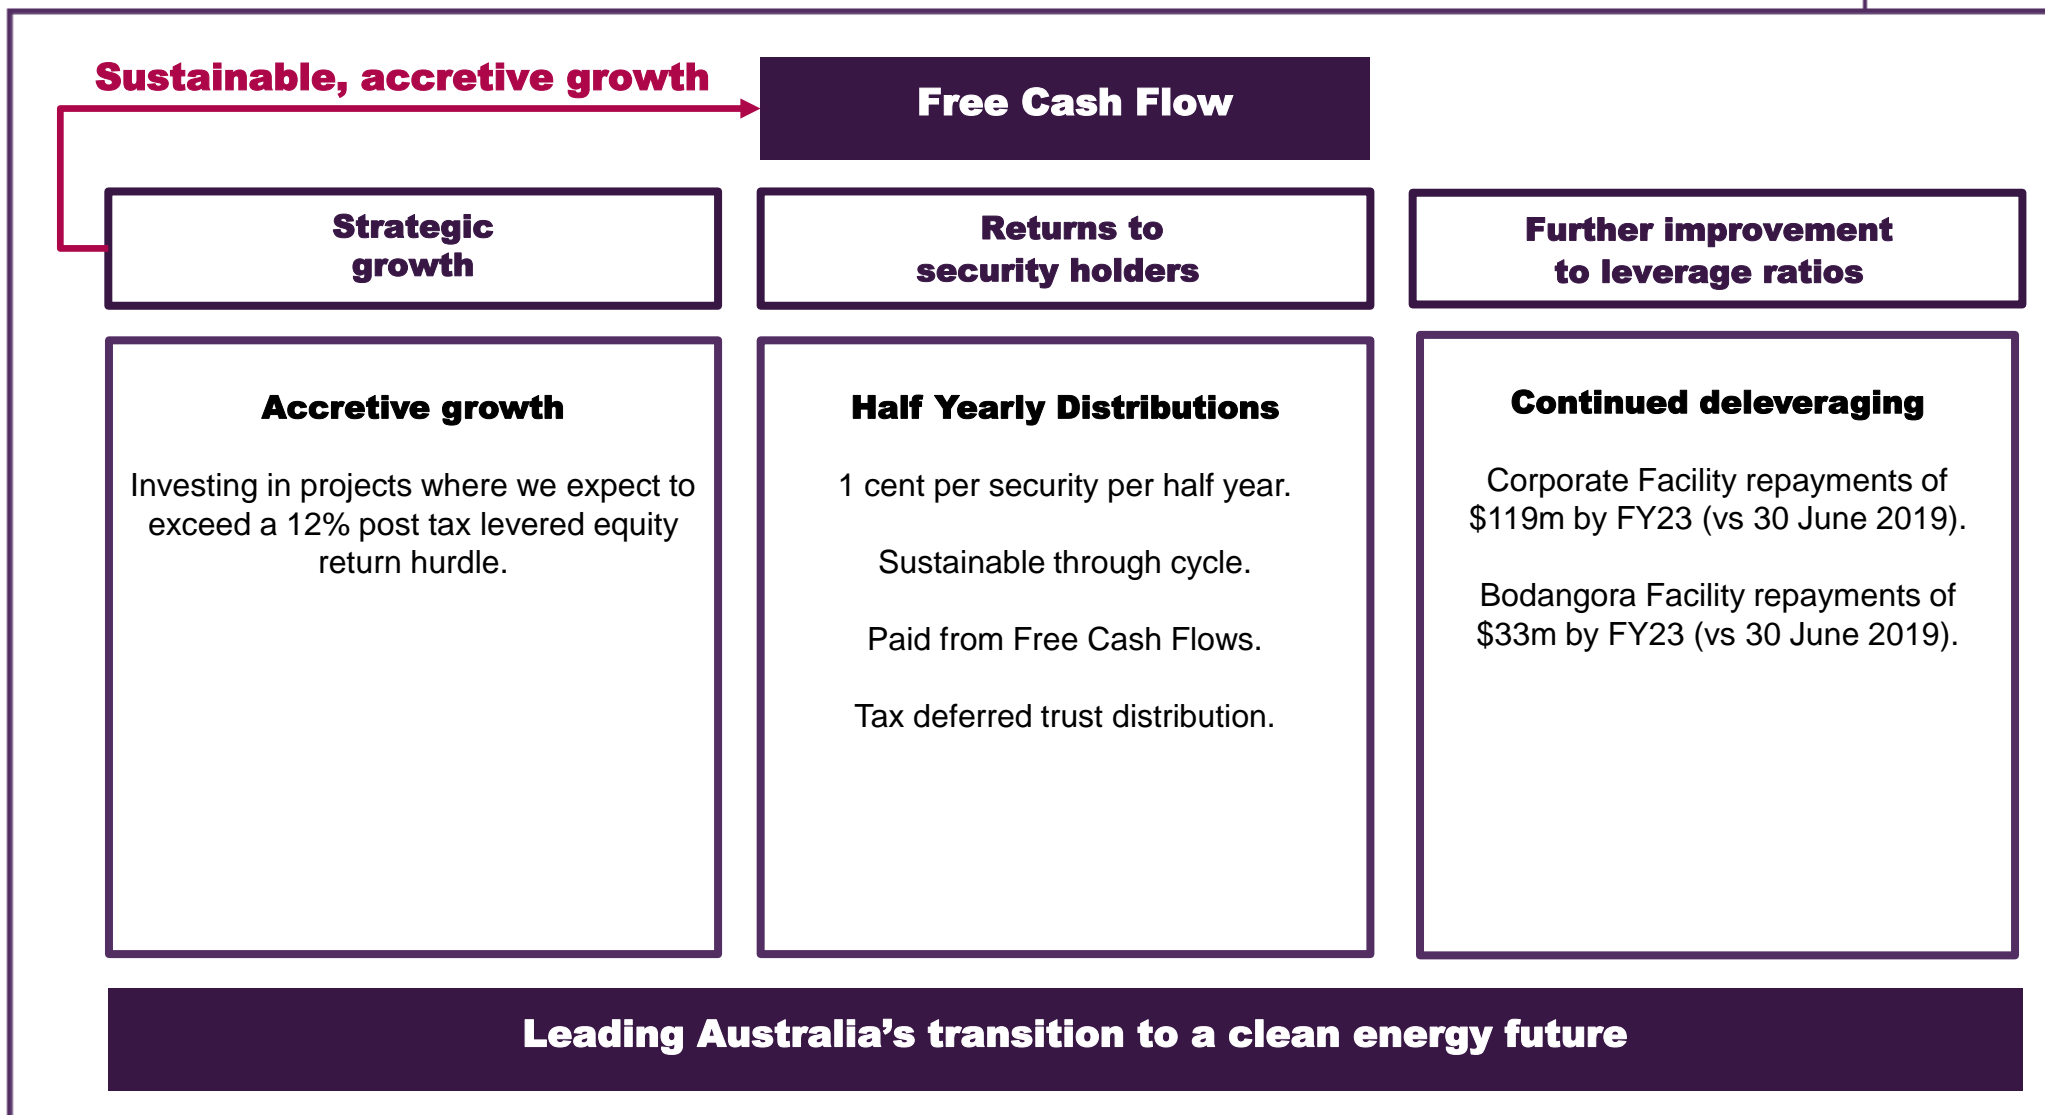 Sustainable, accretive growth
Free Cash Flow
Strategic
growth
Returns to
security holders
Further improvement
to leverage ratios
Accretive growth
Investing in projects where we expect to
exceed a 12% post tax levered equity
return hurdle.
Half Yearly Distributions
1 cent per security per half year.
Sustainable through cycle.
Paid from Free Cash Flows.
Tax deferred trust distribution.
Continued deleveraging
Corporate Facility repayments of
$119m by FY23 (vs 30 June 2019).
Bodangora Facility repayments of
$33m by FY23 (vs 30 June 2019).
Leading Australia’s transition to a clean energy future